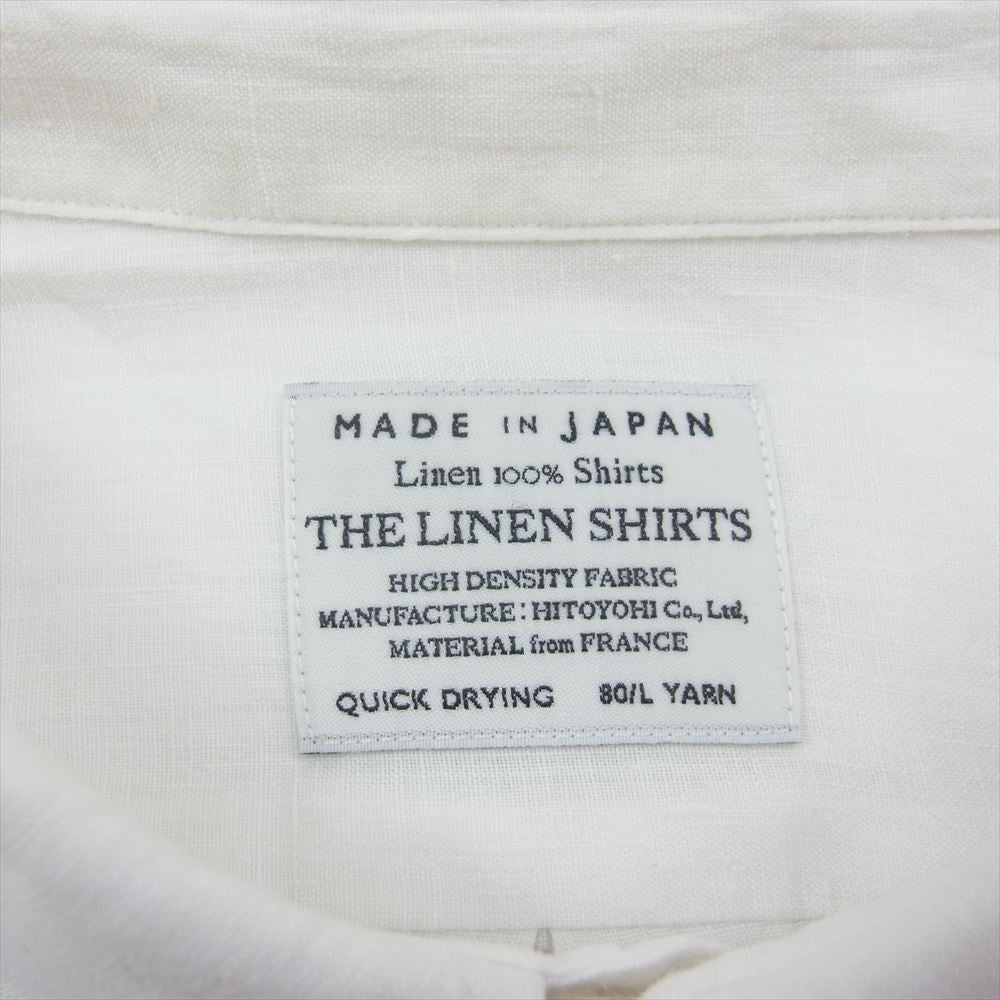 MADE IN JAPAN
Linen 100% Shirts
THE LINEN SHIRTS
HIGH DENSITY FABRIC
MANUFACTURE: HITOYOHI Co., Ltd,
MATERIAL from FRANCE
QUICK DRYING 80/L YARN